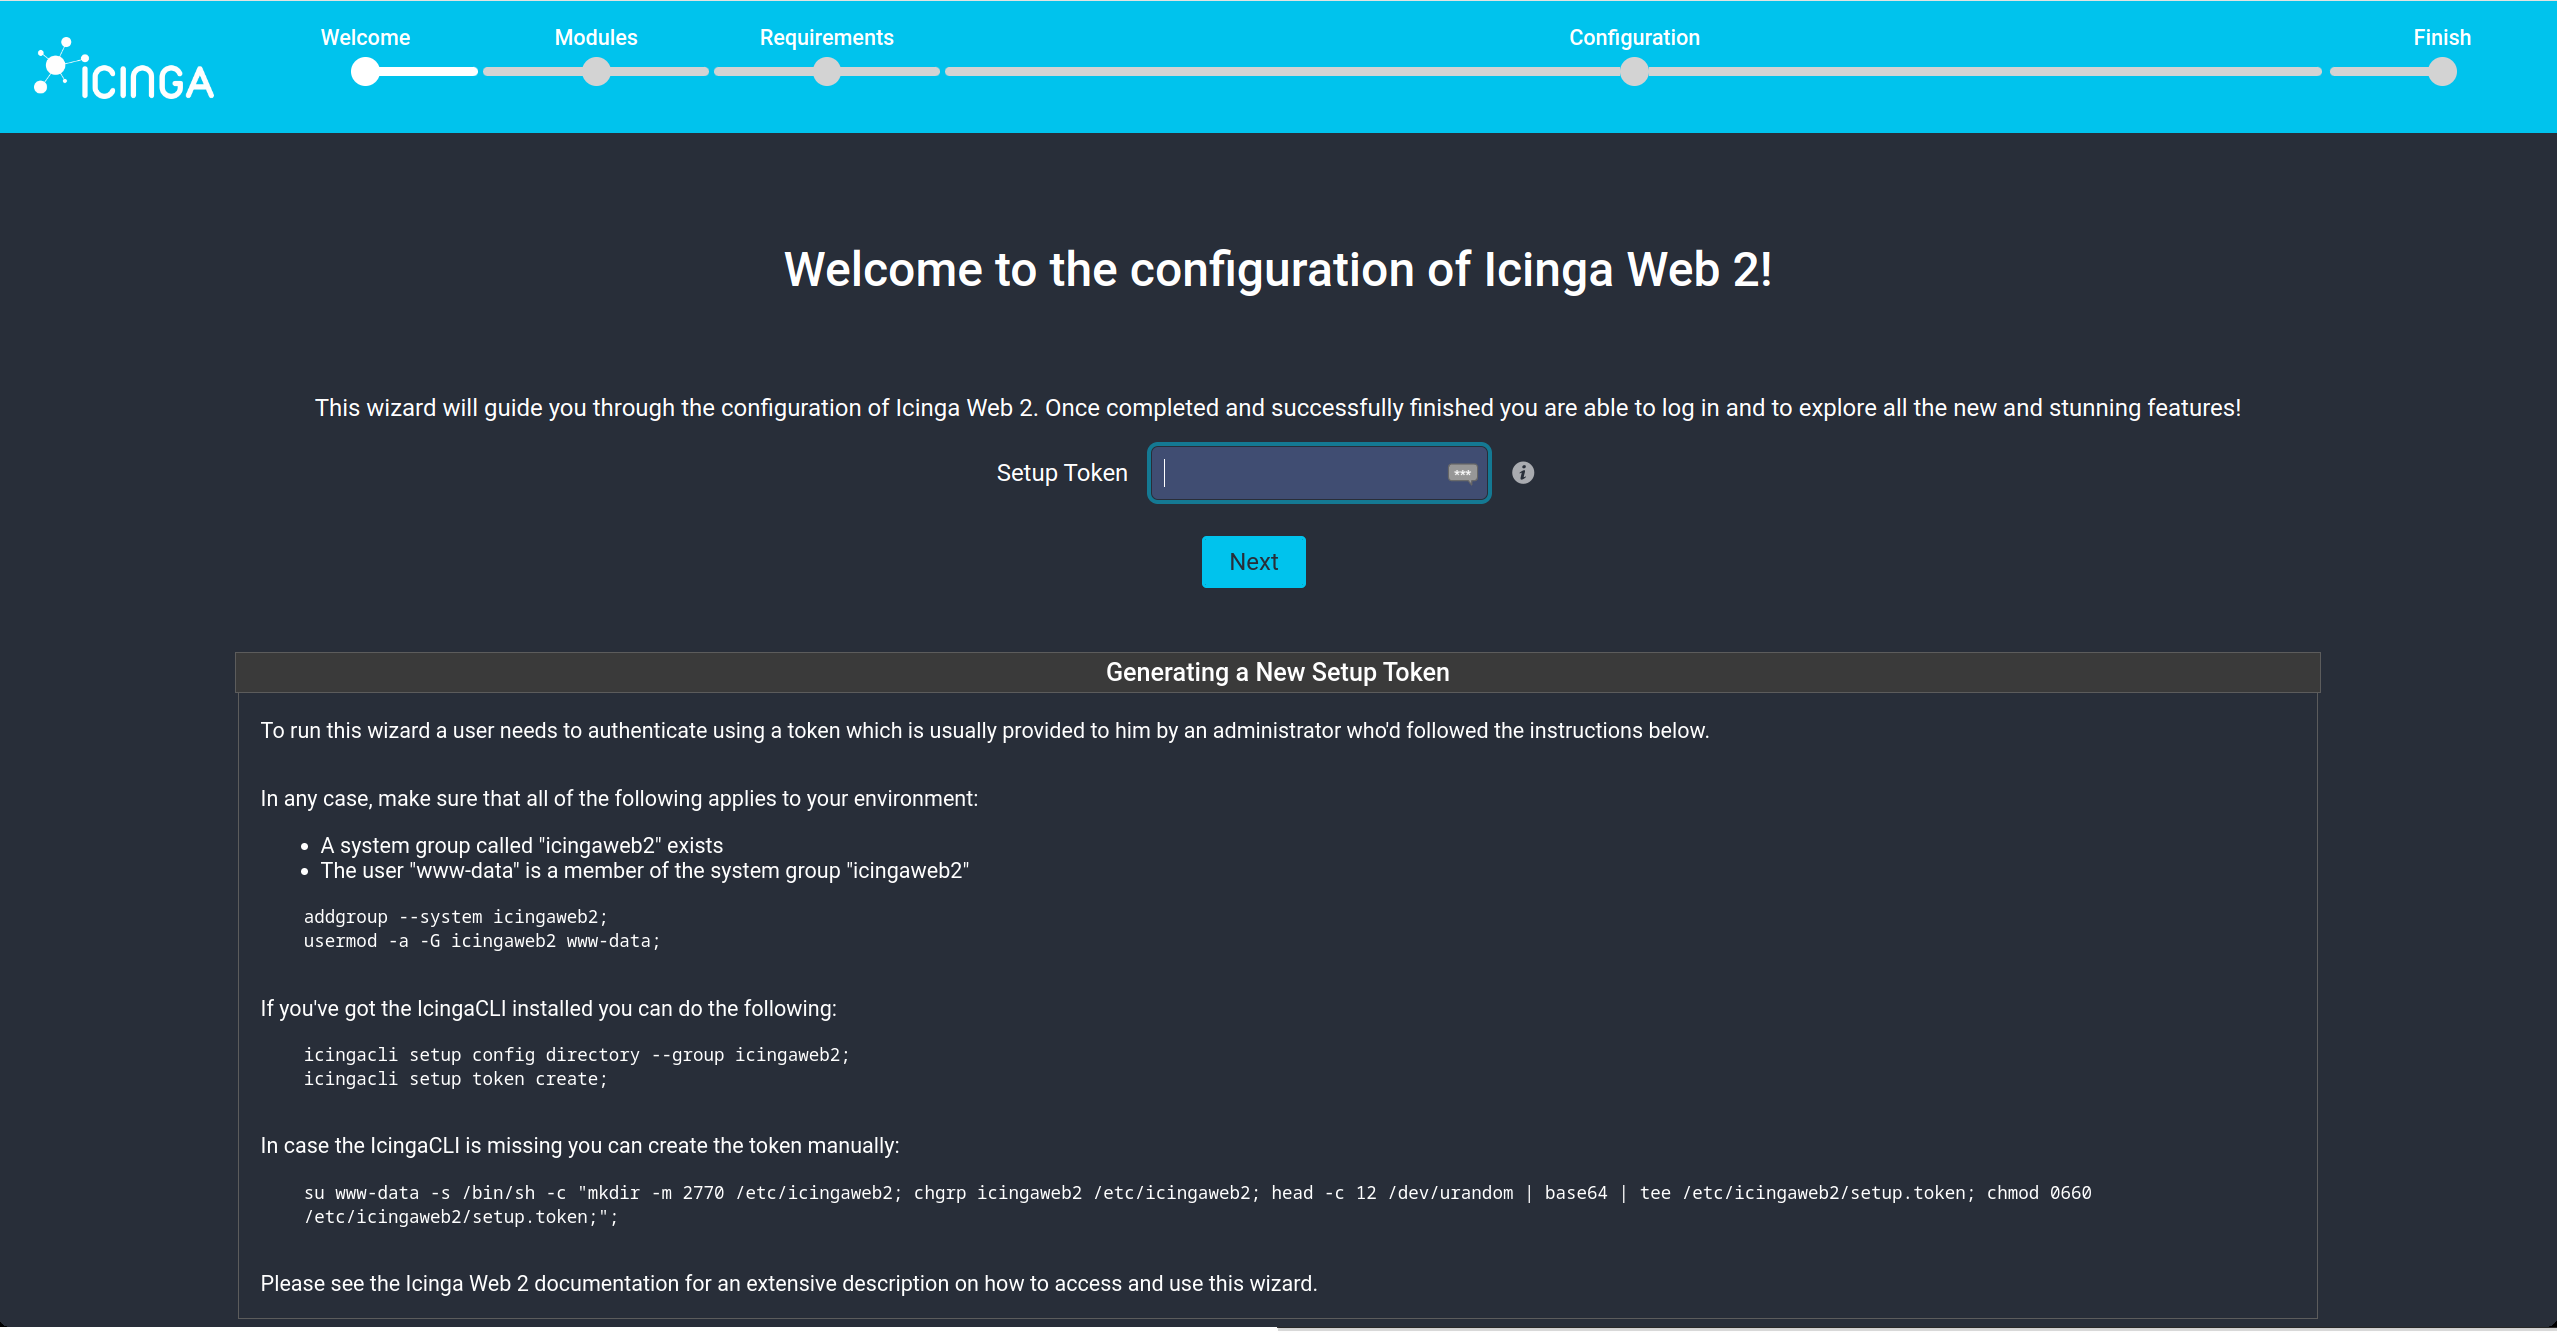 Welcome
Modules
Requirements
Configuration
Finish
ICINGA
Welcome to the configuration of Icinga Web 2!
This wizard will guide you through the configuration of Icinga Web 2. Once completed and successfully finished you are able to log in and to explore all the new and stunning features!
Setup Token
***
i
Next
Generating a New Setup Token
To run this wizard a user needs to authenticate using a token which is usually provided to him by an administrator who'd followed the instructions below.
In any case, make sure that all of the following applies to your environment:
• A system group called "icingaweb2" exists
• The user "www-data" is a member of the system group "icingaweb2"
addgroup --system icingaweb2;
usermod -a -G icingaweb2 www-data;
If you've got the IcingaCLI installed you can do the following:
icingacli setup config directory --group icingaweb2;
icingacli setup token create;
In case the IcingaCLI is missing you can create the token manually:
su www-data -s /bin/sh -c "mkdir -m 2770 /etc/icingaweb2; chgrp icingaweb2 /etc/icingaweb2; head -c 12 /dev/urandom | base64 | tee /etc/icingaweb2/setup.token; chmod 0660
/etc/icingaweb2/setup.token;";
Please see the Icinga Web 2 documentation for an extensive description on how to access and use this wizard.